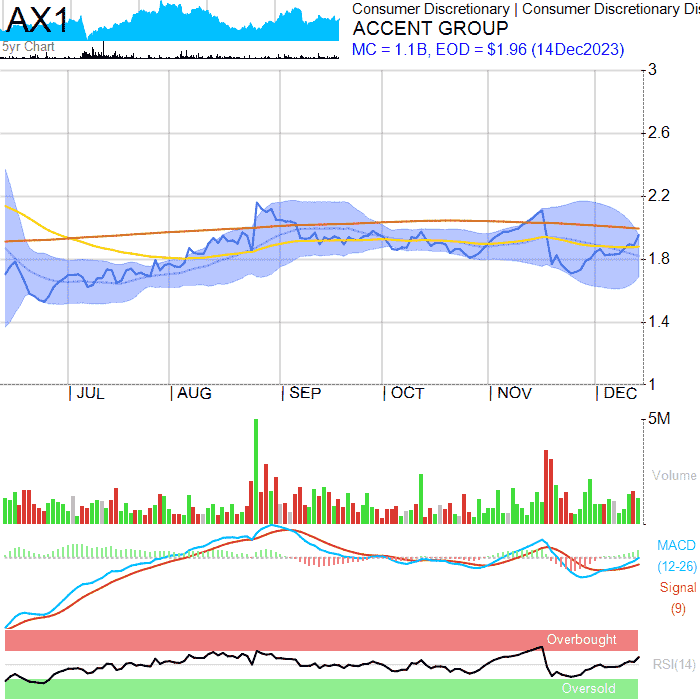 AX1
5yr Chart
Consumer Discretionary | Consumer Discretionary Dis
ACCENT GROUP
MC = 1.1B, EOD = $1.96 (14Dec2023)
3
2.6
2.2
1.8
1.4
1
| JUL | AUG | SEP | OCT | NOV | DEC
5M
Volume
MACD
(12-26)
Signal
(9)
Overbought
RSI(14)
Oversold